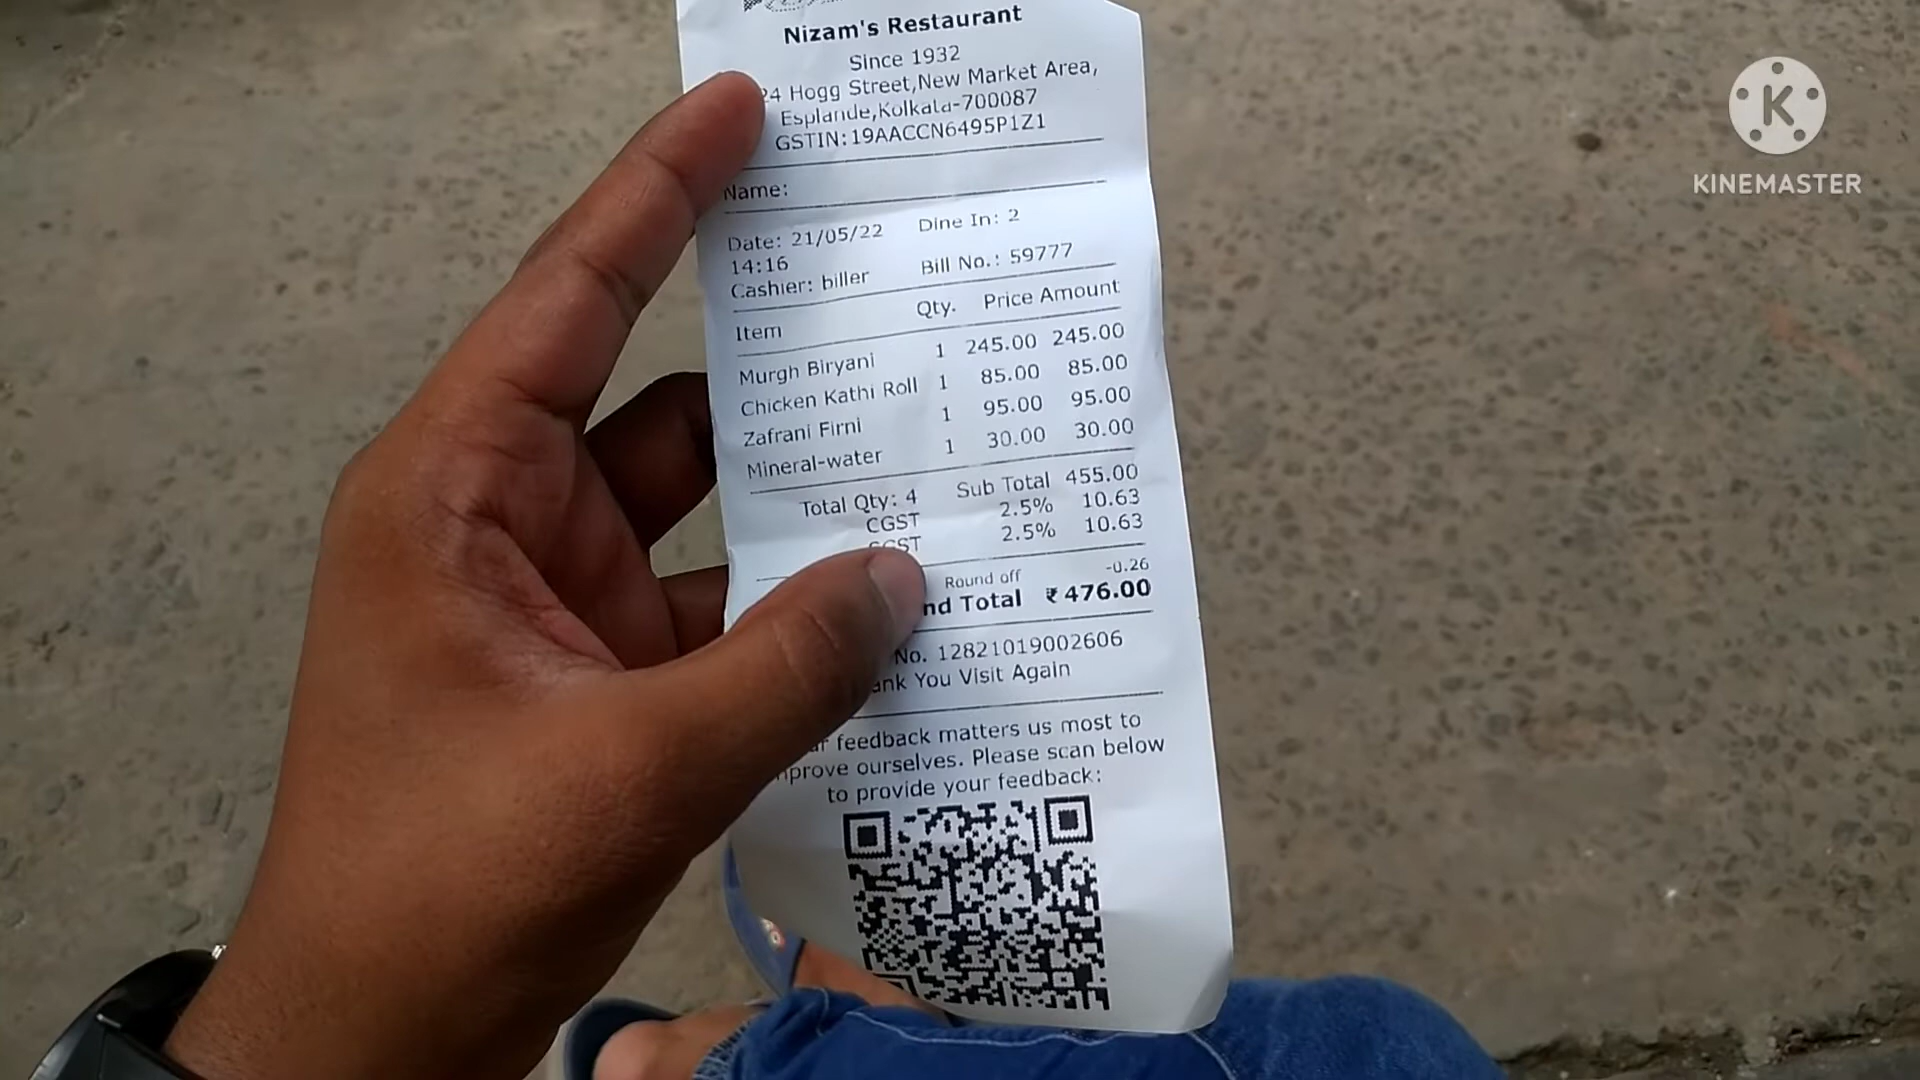 Nizam's Restaurant
Since 1932
24 Hogg Street,New Market Area,
Esplande,Kolkata-700087
GSTIN:19AACCN6495P1Z1
Name:
Date: 21/05/22 Dine In: 2
14:16
Cashier: biller Bill No.: 59777
Item Qty. Price Amount
Murgh Biryani 1 245.00 245.00
Chicken Kathi Roll 1 85.00 85.00
Zafrani Firni 1 95.00 95.00
Mineral-water 1 30.00 30.00
Total Qty: 4 Sub Total 455.00
CGST 2.5% 10.63
SGST 2.5% 10.63
Round off -0.26
nd Total ₹476.00
No. 12821019002606
ank You Visit Again
feedback matters us most to
prove ourselves. Please scan below
to provide your feedback:
K
KINEMASTER